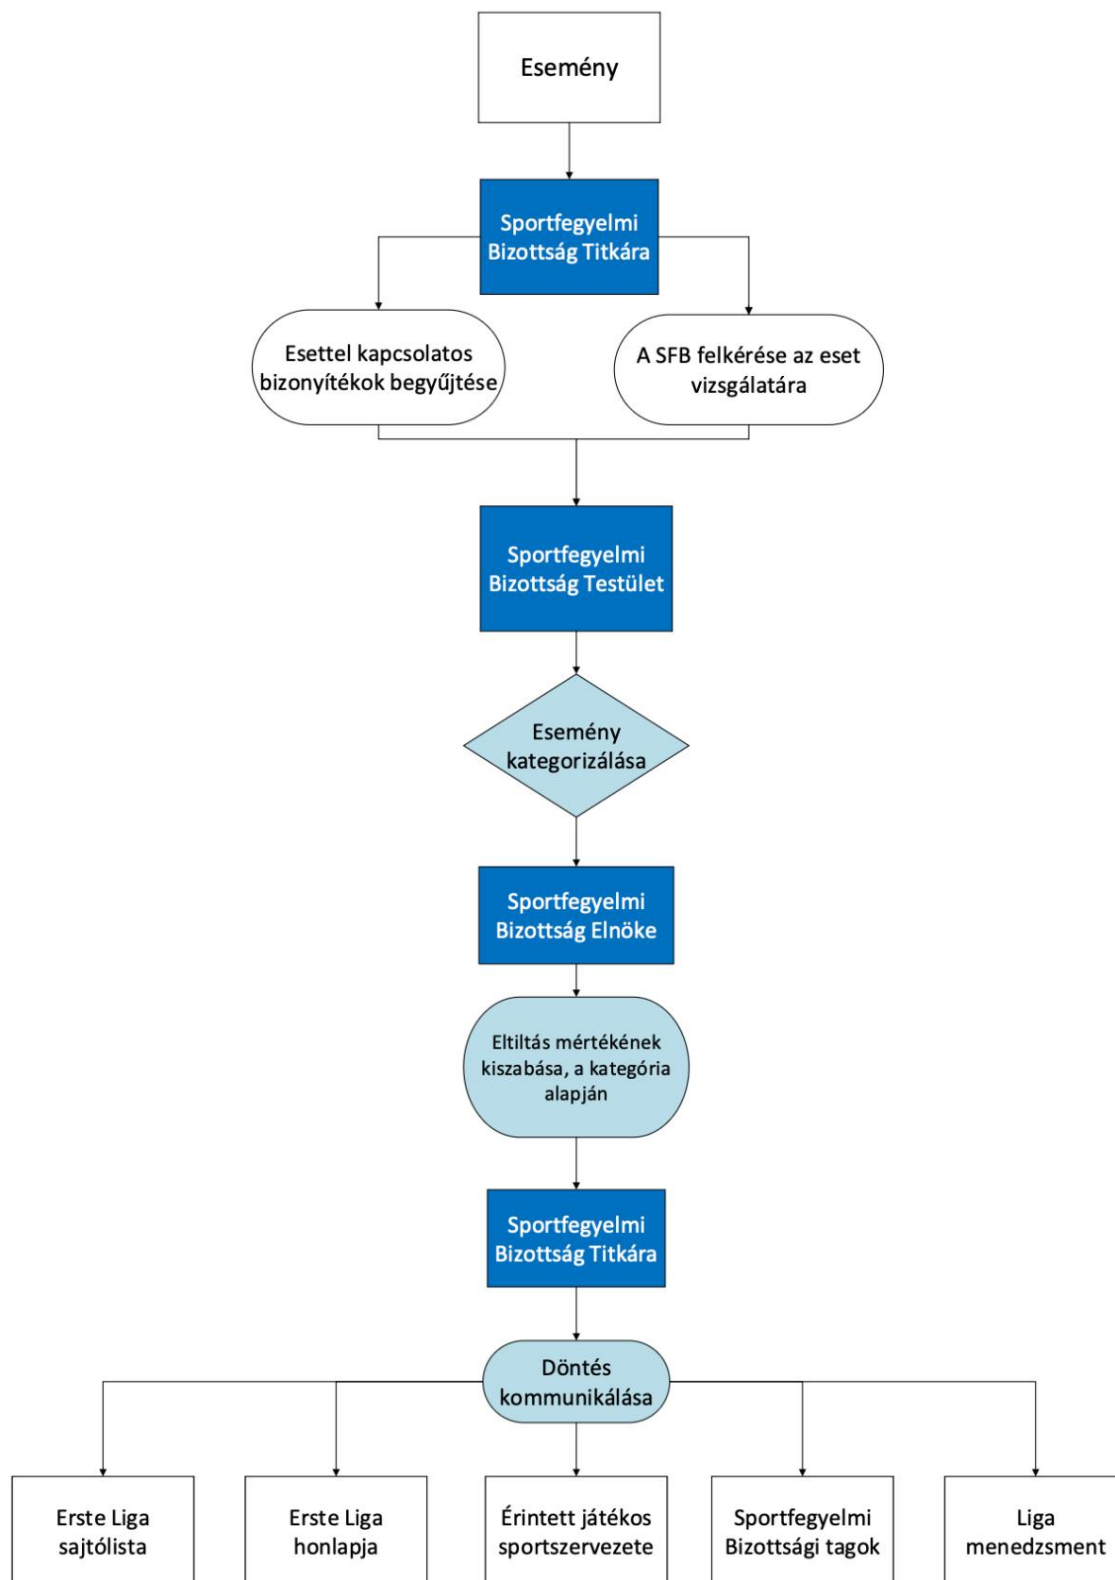 Esemény
Sportfegyelmi
Bizottság Titkára
Esettel kapcsolatos
bizonyítékok begyűjtése
A SFB felkérése az eset
vizsgálatára
Sportfegyelmi
Bizottság Testület
Esemény
kategorizálása
Sportfegyelmi
Bizottság Elnöke
Eltiltás mértékének
kiszabása, a kategória
alapján
Sportfegyelmi
Bizottság Titkára
Döntés
kommunikálása
Erste Liga
sajtólista
Erste Liga
honlapja
Érintett játékos
sportszervezete
Sportfegyelmi
Bizottsági tagok
Liga
menedzsment